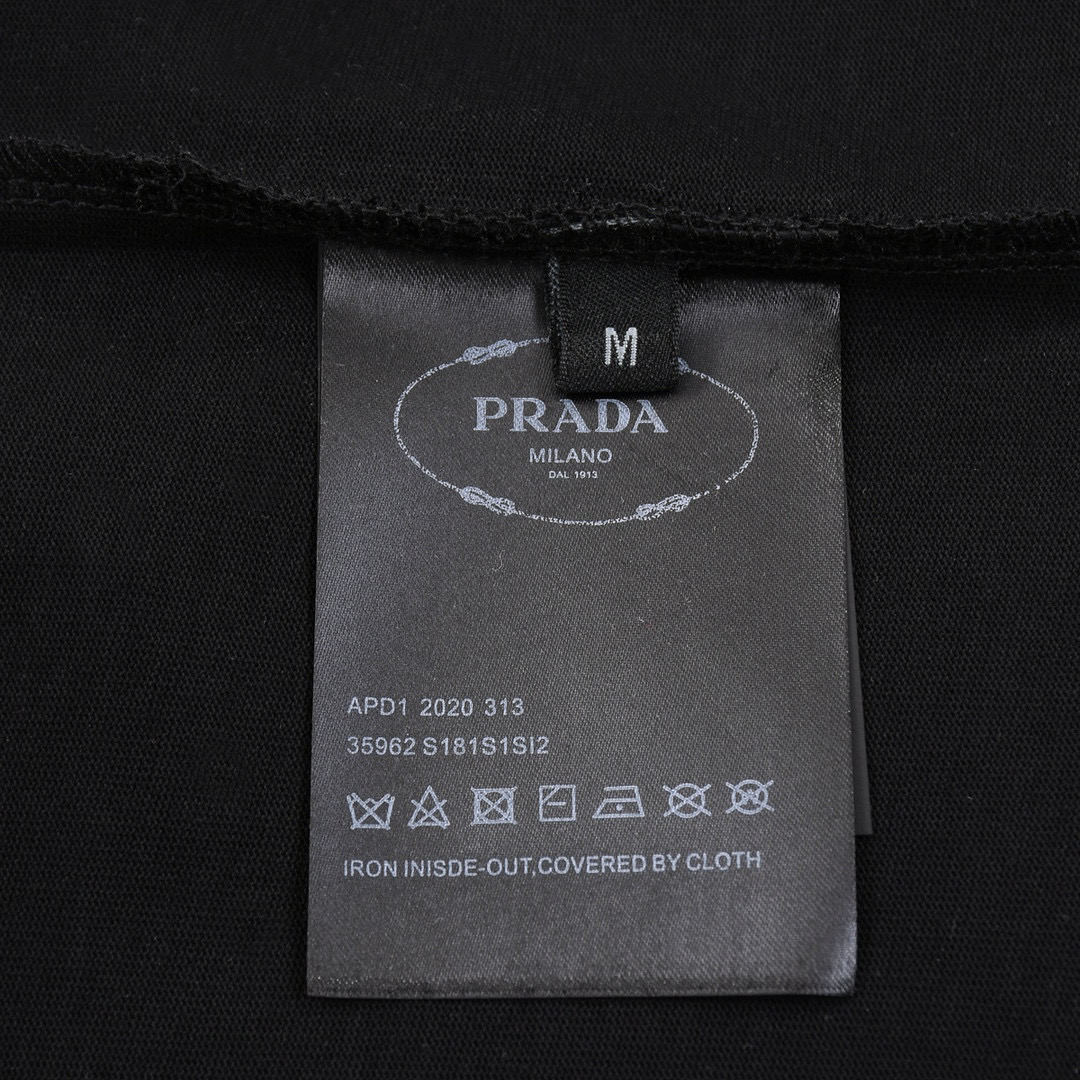 M
PRADA
MILANO
DAL 1913
APD1 2020 313
35962 S181S1SI2
IRON INISDE-OUT,COVERED BY CLOTH